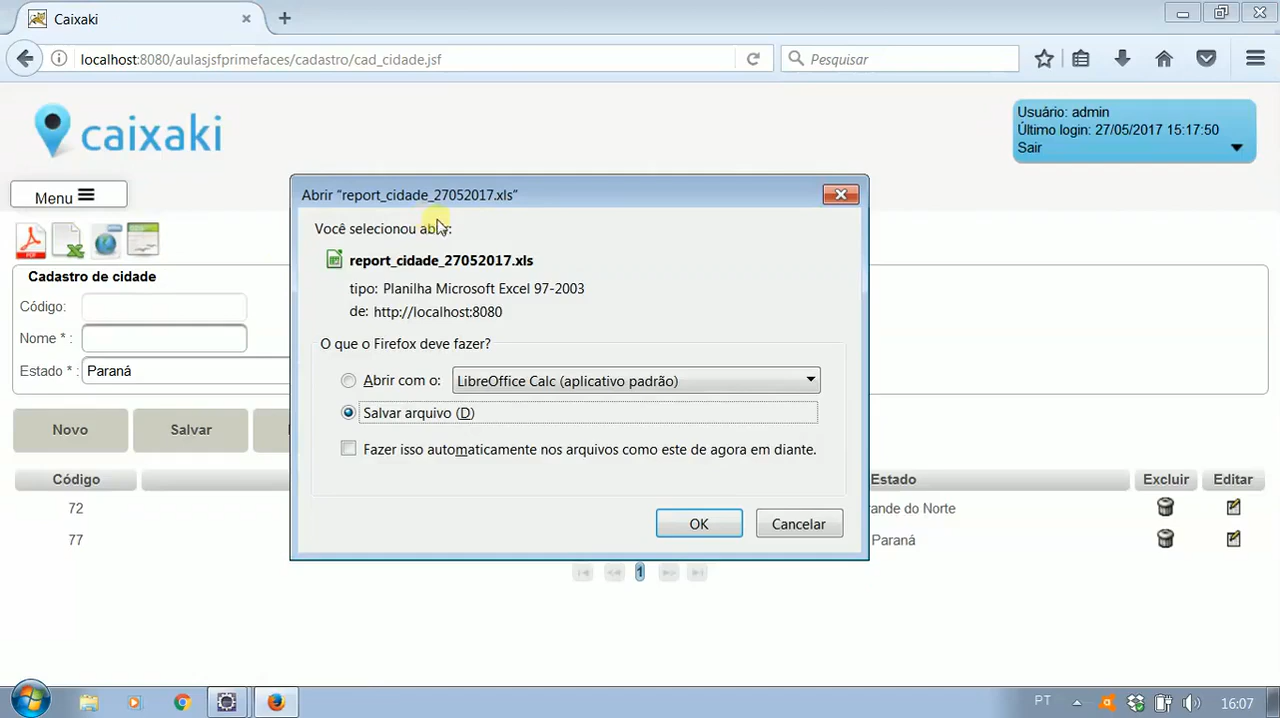 Caixaki
localhost:8080/aulasjsfprimefaces/cadastro/cad_cidade.jsf
Pesquisar
caixaki
Usuário: admin
Último login: 27/05/2017 15:17:50
Sair
Menu
Abrir "report_cidade_27052017.xls"
Você selecionou abrir:
report_cidade_27052017.xls
tipo: Planilha Microsoft Excel 97-2003
de: http://localhost:8080
O que o Firefox deve fazer?
Abrir com o: LibreOffice Calc (aplicativo padrão)
Salvar arquivo (D)
Fazer isso automaticamente nos arquivos como este de agora em diante.
OK Cancelar
PDF
Cadastro de cidade
Código:
Nome * :
Estado * : Paraná
Novo Salvar
Código Estado Excluir Editar
72 ande do Norte
77 Paraná
1
PT 16:07